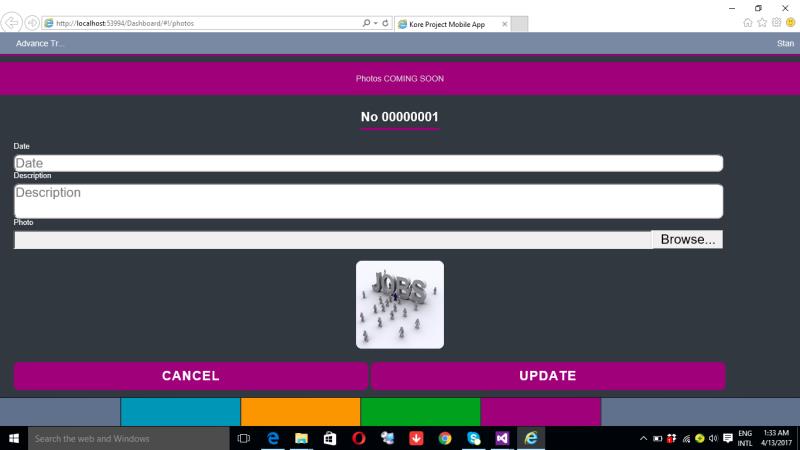 http://localhost:53994/Dashboard/#!/photos
Kore Project Mobile App
Advance Tr...
Stan
Photos COMING SOON
No 00000001
Date
Date
Description
Description
Photo
Browse...
JOBS
CANCEL
UPDATE
Search the web and Windows
ENG
INTL
1:33 AM
4/13/2017